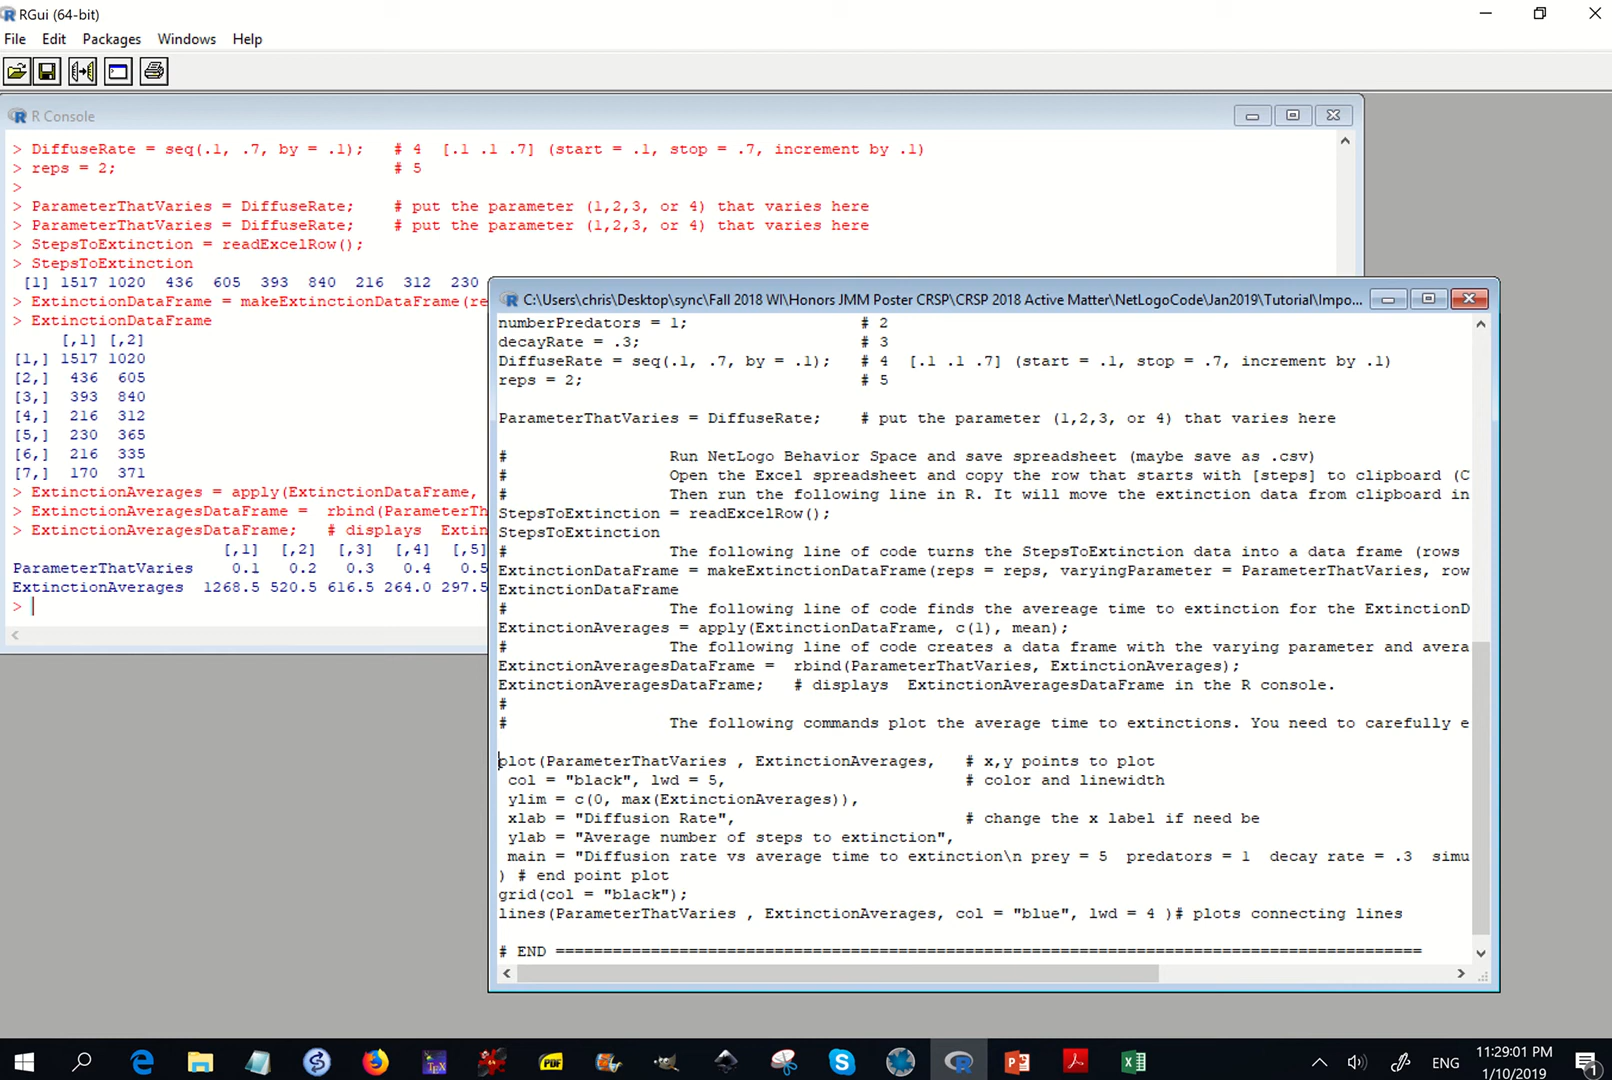 RGui (64-bit)
File Edit Packages Windows Help
R Console
> DiffuseRate = seq(.1, .7, by = .1); # 4 [.1 .1 .7] (start = .1, stop = .7, increment by .1)
> reps = 2; # 5
>
> ParameterThatVaries = DiffuseRate; # put the parameter (1,2,3, or 4) that varies here
> ParameterThatVaries = DiffuseRate; # put the parameter (1,2,3, or 4) that varies here
> StepsToExtinction = readExcelRow();
> StepsToExtinction
[1] 1517 1020 436 605 393 840 216 312 230
> ExtinctionDataFrame = makeExtinctionDataFrame(re
> ExtinctionDataFrame
[,1] [,2]
[1,] 1517 1020
[2,] 436 605
[3,] 393 840
[4,] 216 312
[5,] 230 365
[6,] 216 335
[7,] 170 371
> ExtinctionAverages = apply(ExtinctionDataFrame,
> ExtinctionAveragesDataFrame = rbind(ParameterTh
> ExtinctionAveragesDataFrame; # displays Extin
[,1] [,2] [,3] [,4] [,5]
ParameterThatVaries 0.1 0.2 0.3 0.4 0.5
ExtinctionAverages 1268.5 520.5 616.5 264.0 297.5
>
C:\Users\chris\Desktop\sync\Fall 2018 WI\Honors JMM Poster CRSP\CRSP 2018 Active Matter\NetLogoCode\Jan2019\Tutorial\Impo...
numberPredators = 1; # 2
decayRate = .3; # 3
DiffuseRate = seq(.1, .7, by = .1); # 4 [.1 .1 .7] (start = .1, stop = .7, increment by .1)
reps = 2; # 5
ParameterThatVaries = DiffuseRate; # put the parameter (1,2,3, or 4) that varies here
# Run NetLogo Behavior Space and save spreadsheet (maybe save as .csv)
# Open the Excel spreadsheet and copy the row that starts with [steps] to clipboard (C
# Then run the following line in R. It will move the extinction data from clipboard in
StepsToExtinction = readExcelRow();
StepsToExtinction
# The following line of code turns the StepsToExtinction data into a data frame (rows
ExtinctionDataFrame = makeExtinctionDataFrame(reps = reps, varyingParameter = ParameterThatVaries, row
ExtinctionDataFrame
# The following line of code finds the avereage time to extinction for the ExtinctionD
ExtinctionAverages = apply(ExtinctionDataFrame, c(1), mean);
# The following line of code creates a data frame with the varying parameter and avera
ExtinctionAveragesDataFrame = rbind(ParameterThatVaries, ExtinctionAverages);
ExtinctionAveragesDataFrame; # displays ExtinctionAveragesDataFrame in the R console.
#
# The following commands plot the average time to extinctions. You need to carefully e
plot(ParameterThatVaries , ExtinctionAverages, # x,y points to plot
col = "black", lwd = 5, # color and linewidth
ylim = c(0, max(ExtinctionAverages)),
xlab = "Diffusion Rate", # change the x label if need be
ylab = "Average number of steps to extinction",
main = "Diffusion rate vs average time to extinction\n prey = 5 predators = 1 decay rate = .3 simu
) # end point plot
grid(col = "black");
lines(ParameterThatVaries , ExtinctionAverages, col = "blue", lwd = 4 )# plots connecting lines
# END ===========================================================================================
ENG
11:29:01 PM
1/10/2019